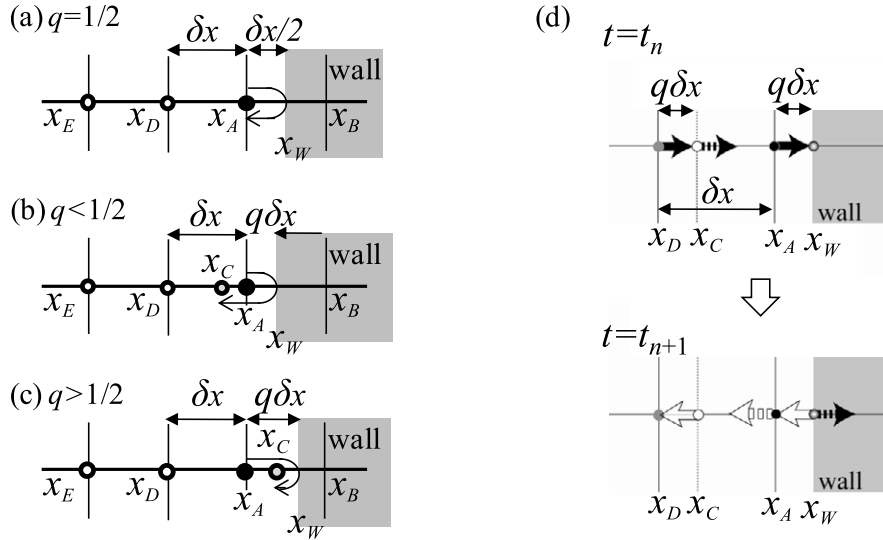 (a) q=1/2
δx δx/2
wall
x_E x_D x_A x_W x_B
(b) q<1/2
δx qδx
wall
x_C
x_E x_D x_A x_W x_B
(c) q>1/2
δx qδx
x_C wall
x_E x_D x_A x_W x_B
(d)
t=t_n
qδx qδx
δx
wall
x_D x_C x_A x_W
t=t_{n+1}
wall
x_D x_C x_A x_W